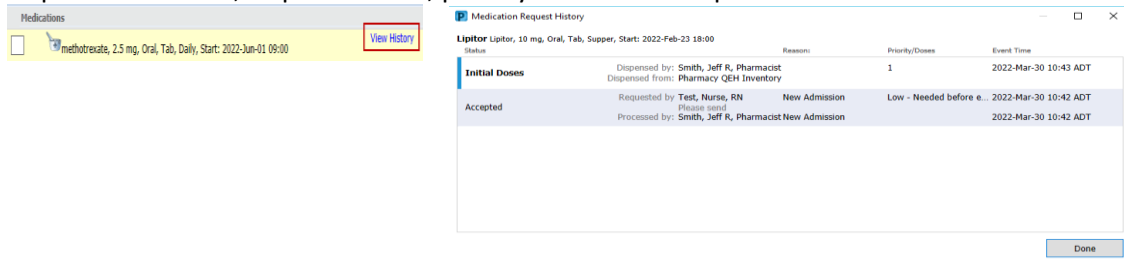 Medications
methotrexate, 2.5 mg, Oral, Tab, Daily, Start: 2022-Jun-01 09:00
View History
Medication Request History
Lipitor Lipitor, 10 mg, Oral, Tab, Supper, Start: 2022-Feb-23 18:00
Status Reason: Priority/Doses Event Time
Initial Doses
Dispensed by: Smith, Jeff R, Pharmacist 1 2022-Mar-30 10:43 ADT
Dispensed from: Pharmacy QEH Inventory
Accepted
Requested by Test, Nurse, RN New Admission Low - Needed before e... 2022-Mar-30 10:42 ADT
Please send
Processed by: Smith, Jeff R, Pharmacist New Admission 2022-Mar-30 10:42 ADT
Done